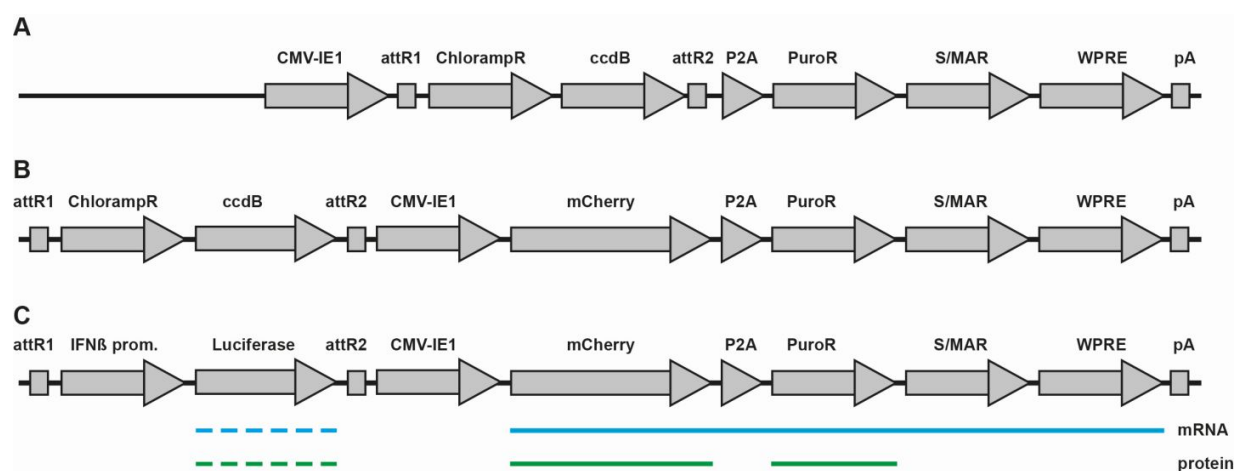 A
CMV-IE1 attR1 ChlorampR ccdB attR2 P2A PuroR S/MAR WPRE pA
B
attR1 ChlorampR ccdB attR2 CMV-IE1 mCherry P2A PuroR S/MAR WPRE pA
C
attR1 IFNß prom. Luciferase attR2 CMV-IE1 mCherry P2A PuroR S/MAR WPRE pA
mRNA
protein